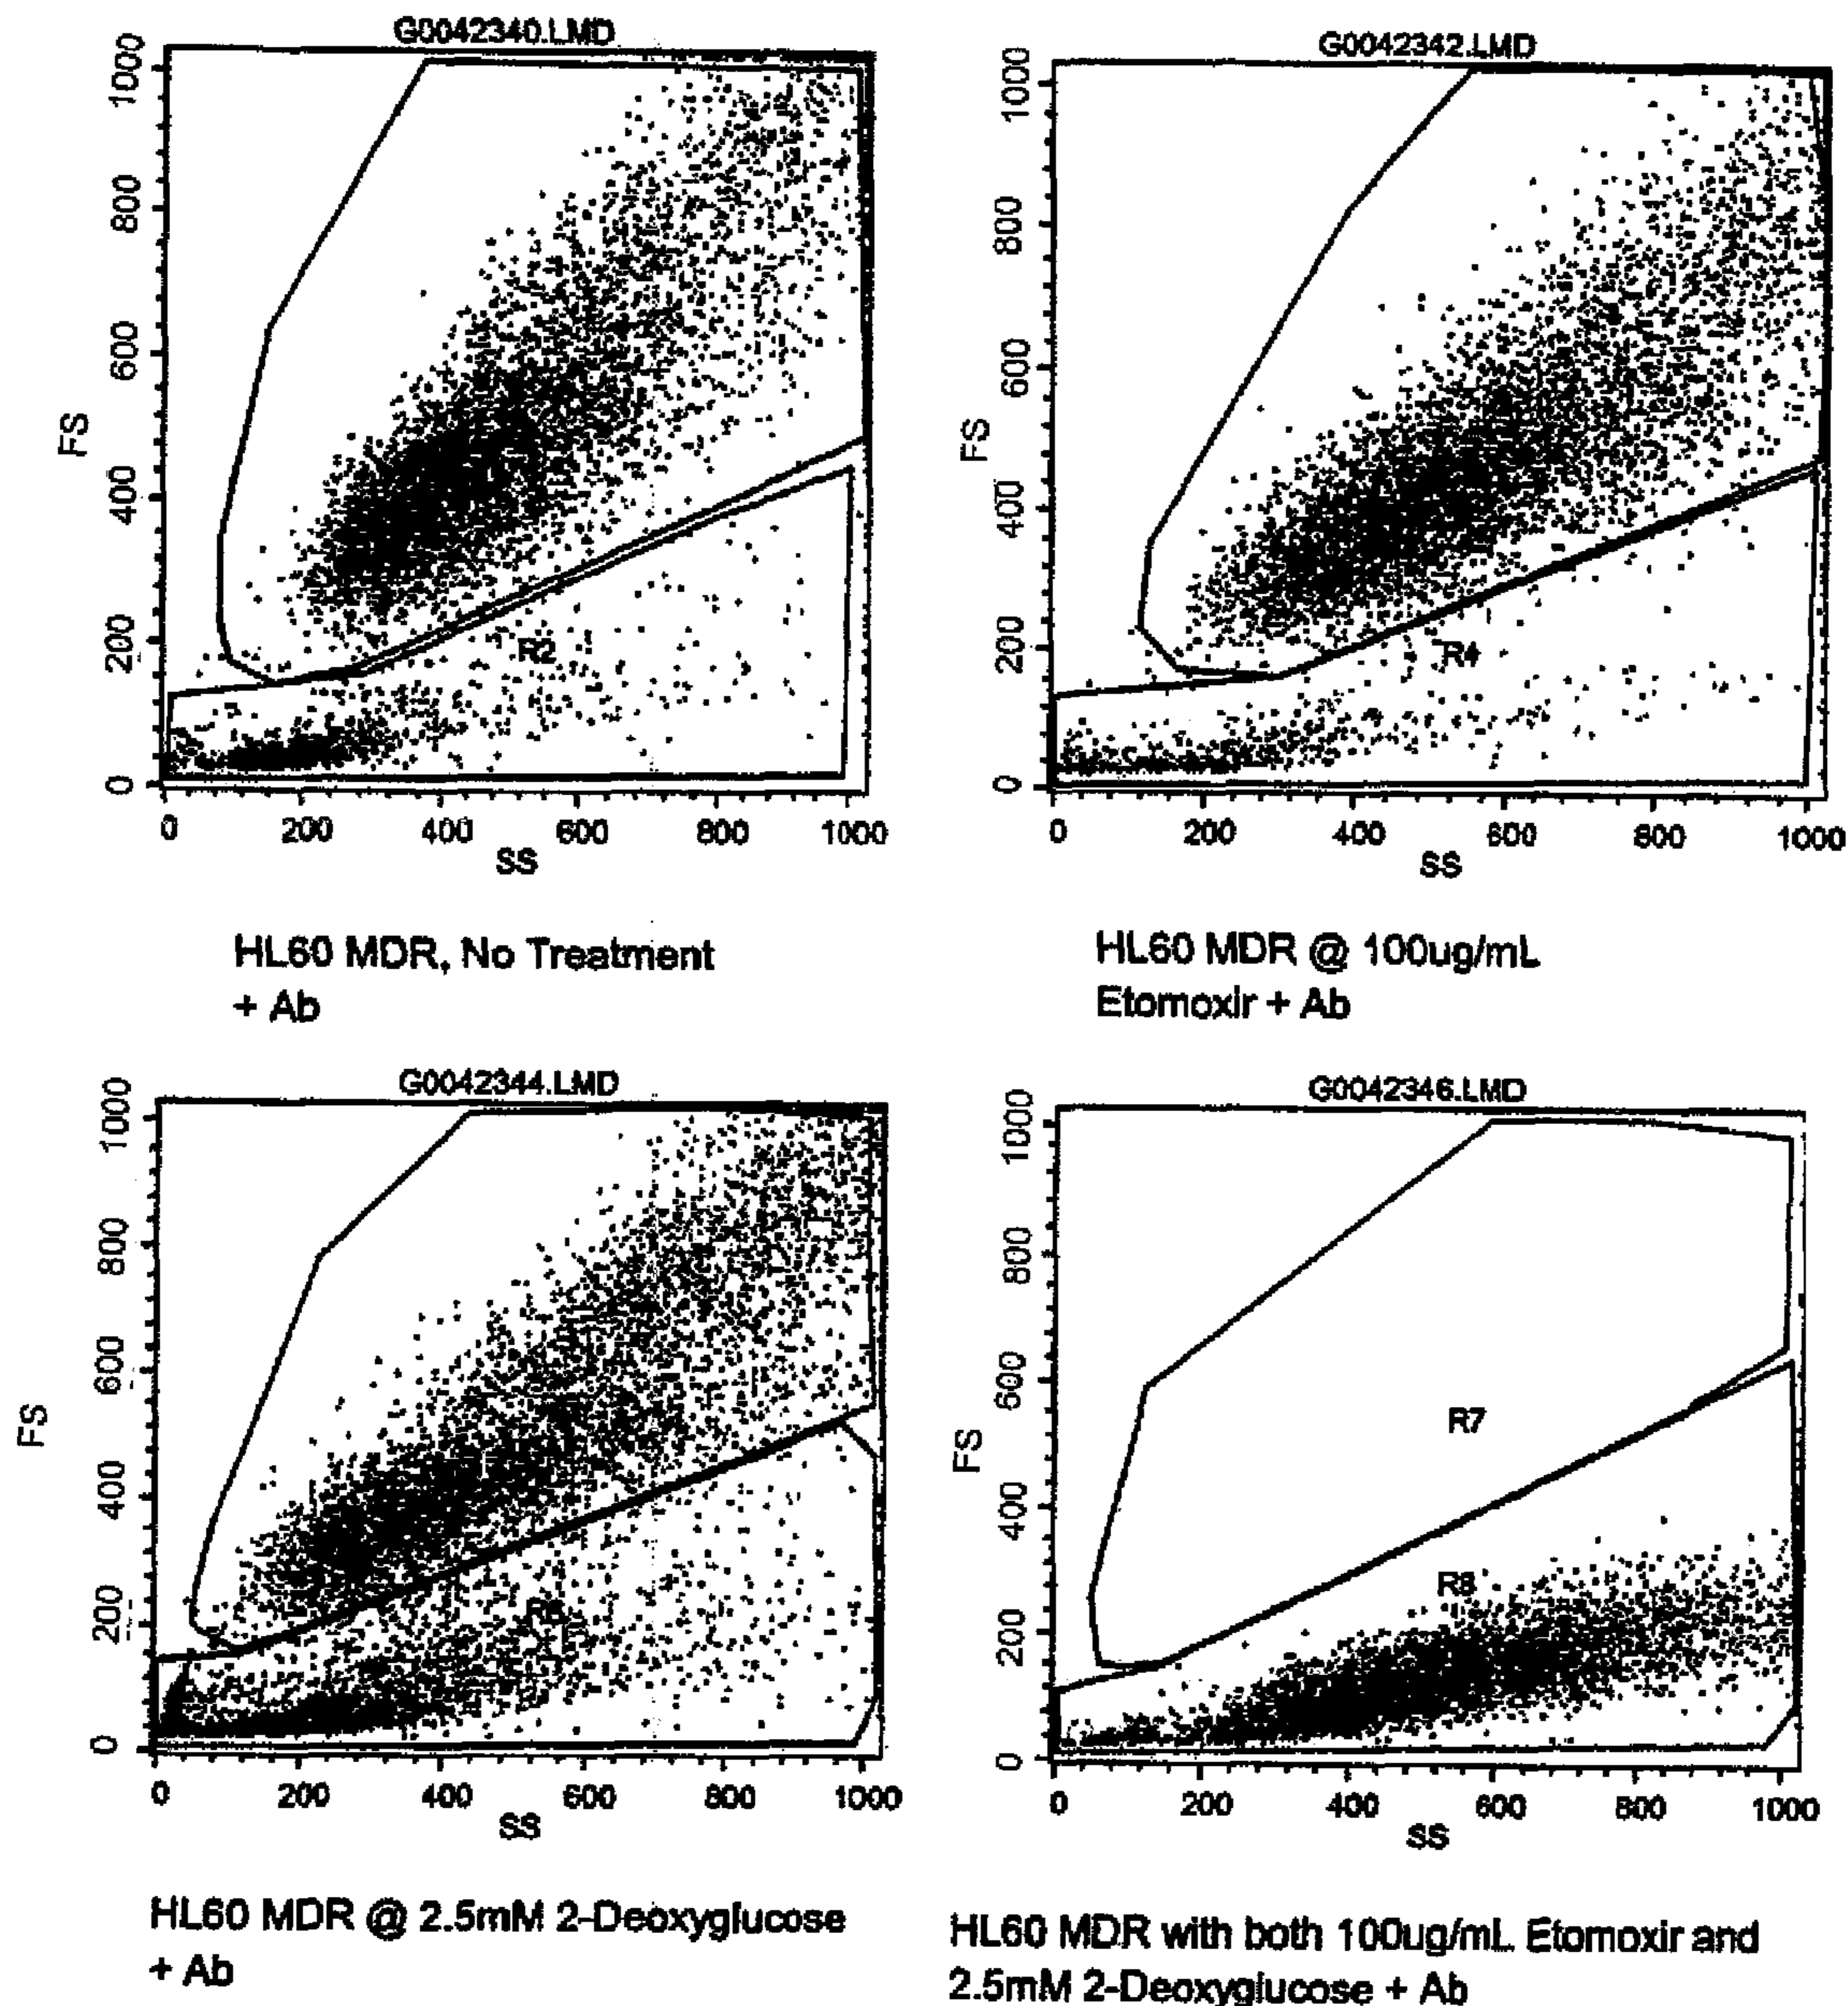 G0042340.LMD
1000
800
600
400
200
0
FS
R2
0 200 400 600 800 1000
SS
HL60 MDR, No Treatment
+ Ab
G0042342.LMD
1000
800
600
400
200
0
FS
R4
0 200 400 600 800 1000
SS
HL60 MDR @ 100ug/mL
Etomoxir + Ab
G0042344.LMD
1000
800
600
400
200
0
FS
0 200 400 600 800 1000
SS
HL60 MDR @ 2.5mM 2-Deoxyglucose
+ Ab
G0042346.LMD
1000
800
600
400
200
0
FS
R7
R8
0 200 400 600 800 1000
SS
HL60 MDR with both 100ug/mL Etomoxir and
2.5mM 2-Deoxyglucose + Ab